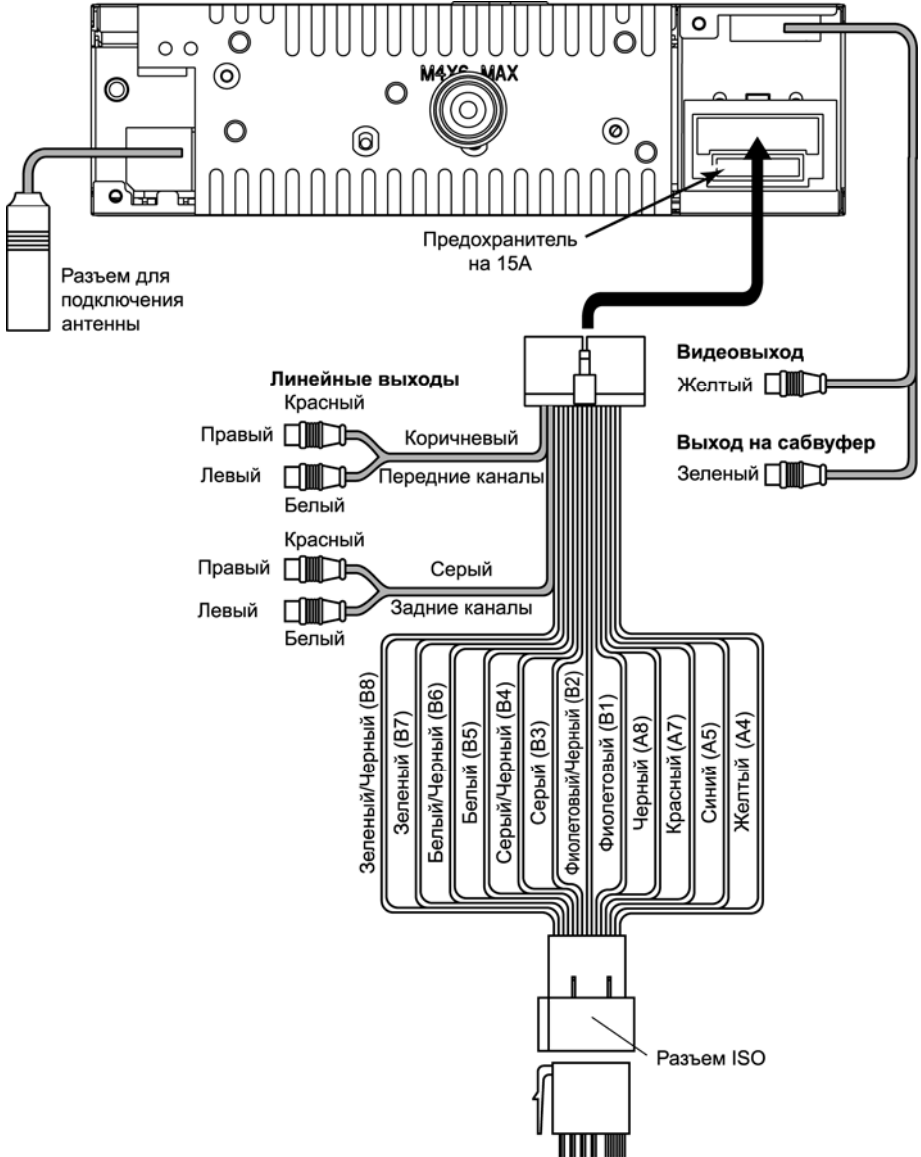 M4X6 MAX
Предохранитель
на 15А
Разъем для
подключения
антенны
Видеовыход
Желтый
Линейные выходы
Красный
Правый
Коричневый
Выход на сабвуфер
Левый
Передние каналы
Зеленый
Белый
Красный
Правый
Серый
Левый
Задние каналы
Белый
Зеленый/Черный (B8)
Зеленый (B7)
Белый/Черный (B6)
Белый (B5)
Серый/Черный (B4)
Серый (B3)
Фиолетовый/Черный (B2)
Фиолетовый (B1)
Черный (A8)
Красный (A7)
Синий (A5)
Желтый (A4)
Разъем ISO